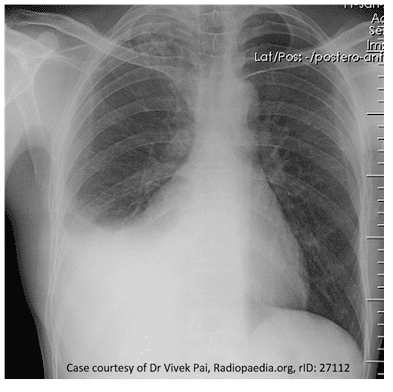 Lat/Pos: -/postero-ant
Case courtesy of Dr Vivek Pai, Radiopaedia.org, rID: 27112